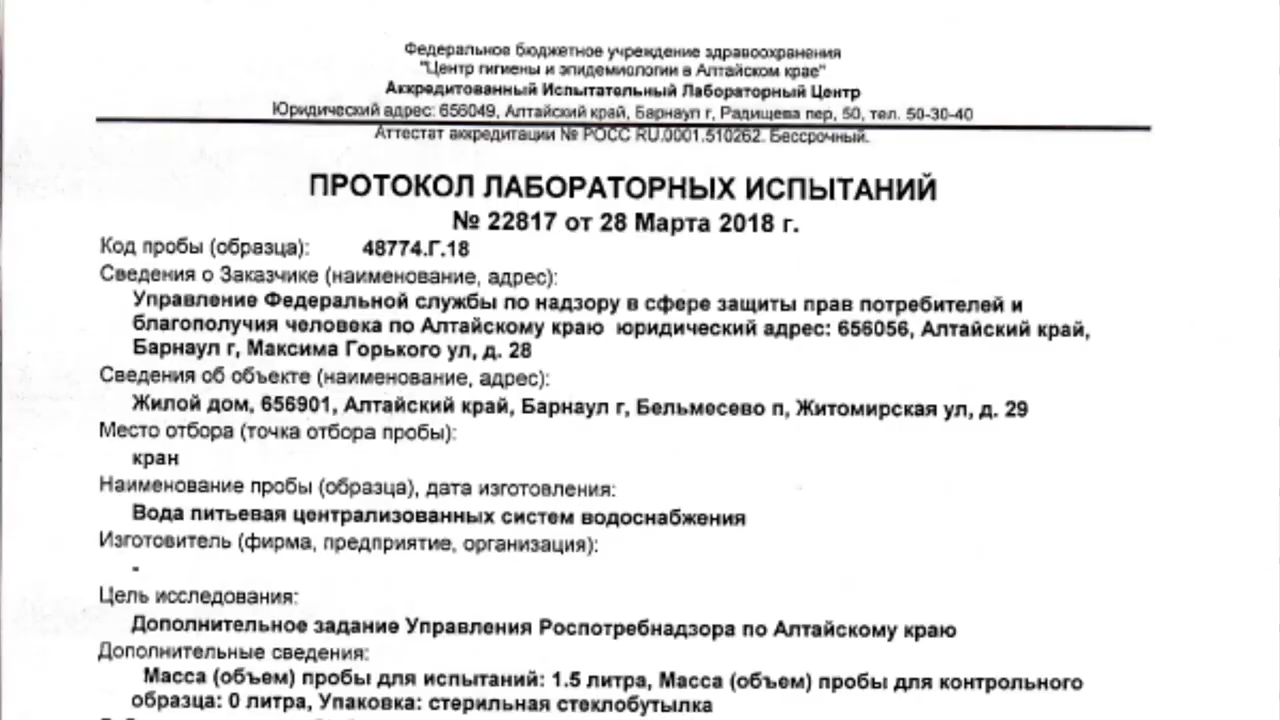 Федеральное бюджетное учреждение здравоохранения
"Центр гигиены и эпидемиологии в Алтайском крае"
Аккредитованный Испытательный Лабораторный Центр
Юридический адрес: 656049, Алтайский край, Барнаул г, Радищева пер, 50, тел. 50-30-40
Аттестат аккредитации № РОСС RU.0001.510262. Бессрочный.
ПРОТОКОЛ ЛАБОРАТОРНЫХ ИСПЫТАНИЙ
№ 22817 от 28 Марта 2018 г.
Код пробы (образца): 48774.Г.18
Сведения о Заказчике (наименование, адрес):
Управление Федеральной службы по надзору в сфере защиты прав потребителей и
благополучия человека по Алтайскому краю юридический адрес: 656056, Алтайский край,
Барнаул г, Максима Горького ул, д. 28
Сведения об объекте (наименование, адрес):
Жилой дом, 656901, Алтайский край, Барнаул г, Бельмесево п, Житомирская ул, д. 29
Место отбора (точка отбора пробы):
кран
Наименование пробы (образца), дата изготовления:
Вода питьевая централизованных систем водоснабжения
Изготовитель (фирма, предприятие, организация):
-
Цель исследования:
Дополнительное задание Управления Роспотребнадзора по Алтайскому краю
Дополнительные сведения:
Масса (объем) пробы для испытаний: 1.5 литра, Масса (объем) пробы для контрольного
образца: 0 литра, Упаковка: стерильная стеклобутылка